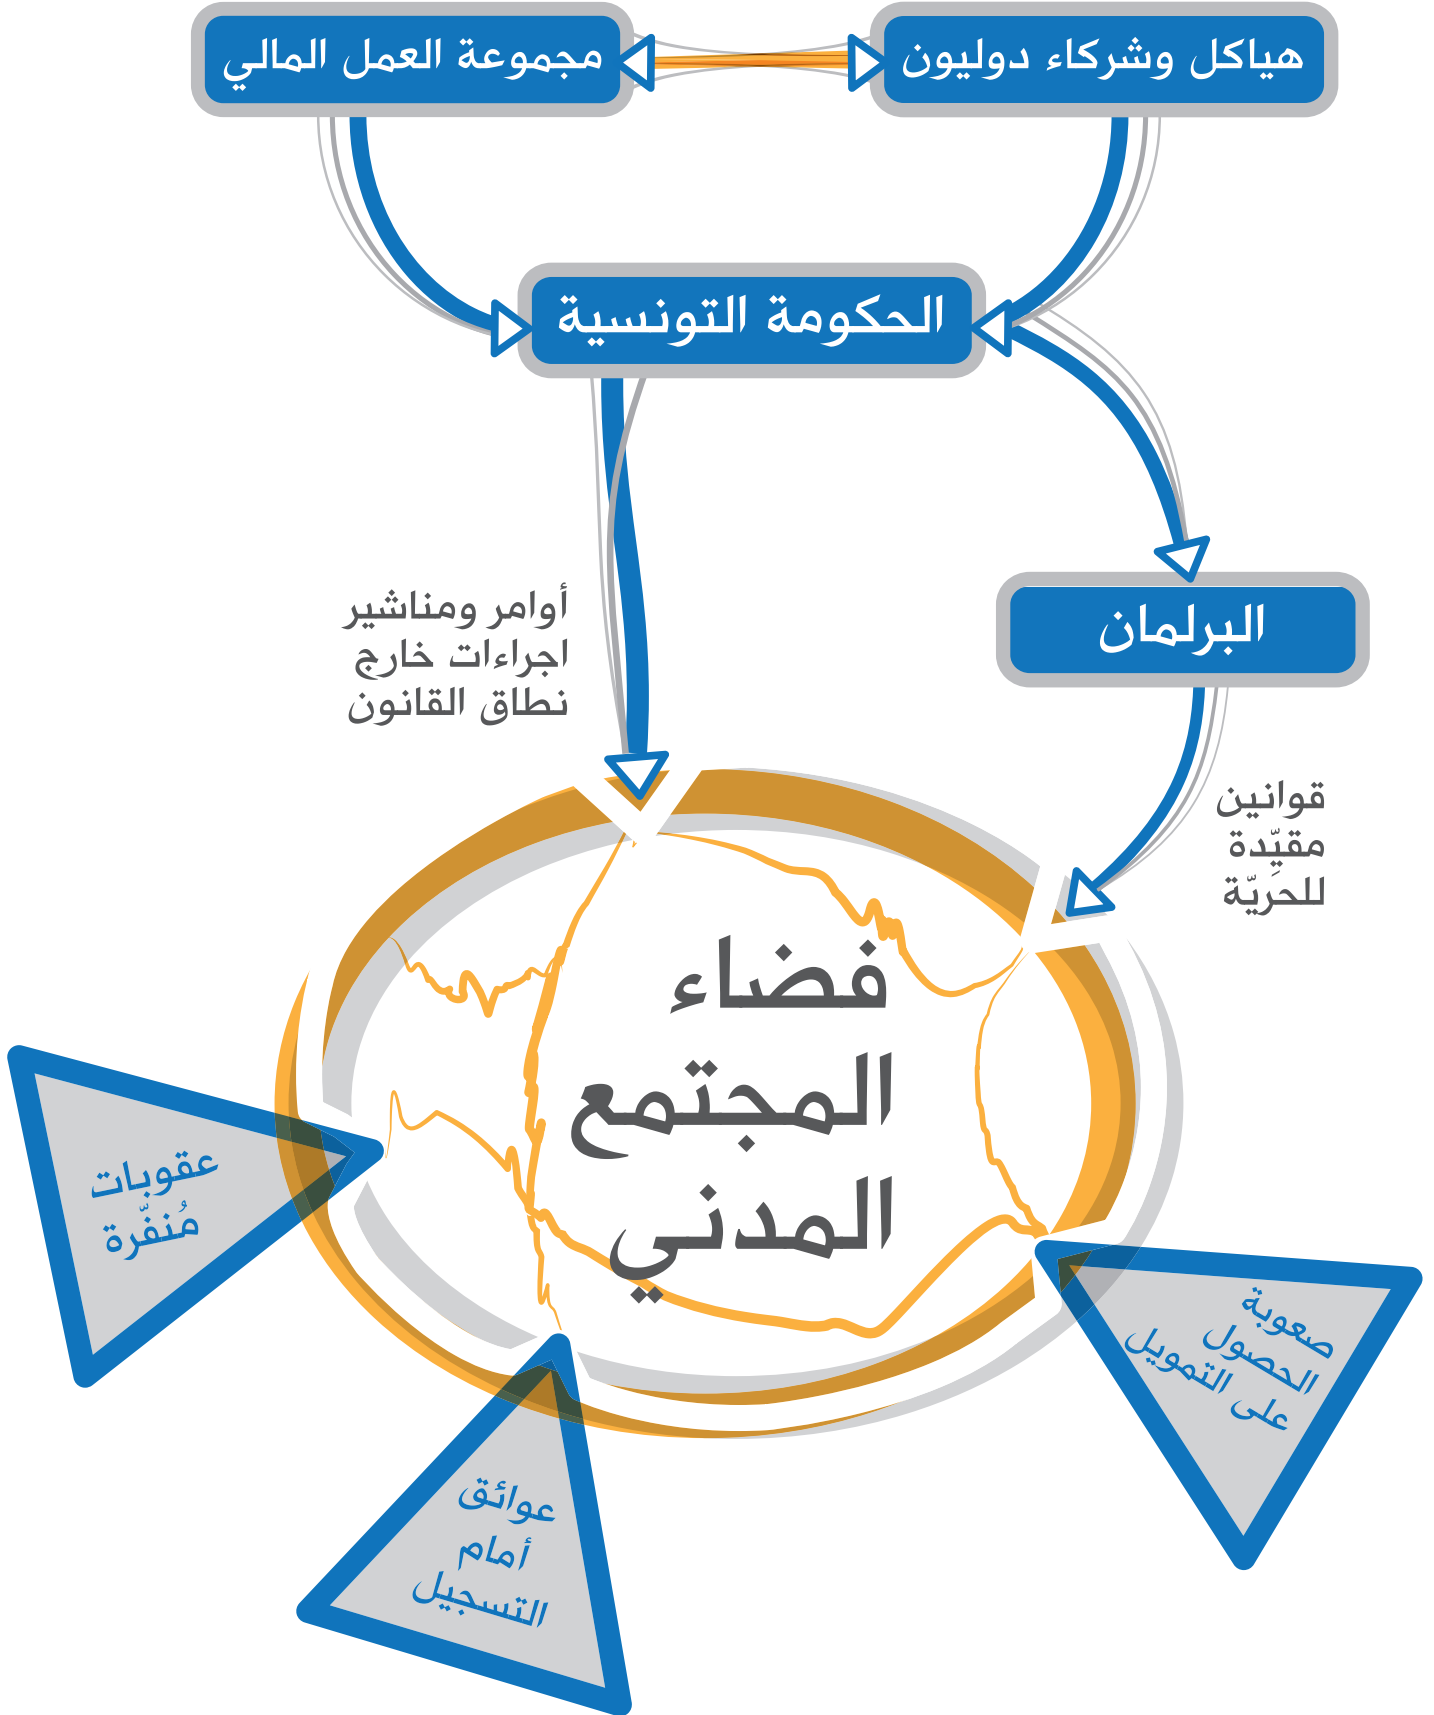 هياكل وشركاء دوليون
مجموعة العمل المالي
الحكومة التونسية
البرلمان
أوامر ومناشير
اجراءات خارج
نطاق القانون
قوانين
مقيّدة
للحريّة
فضاء
المجتمع
المدني
عقوبات
مُنفّرة
صعوبة
الحصول
على التمويل
عوائق
أمام
التسجيل